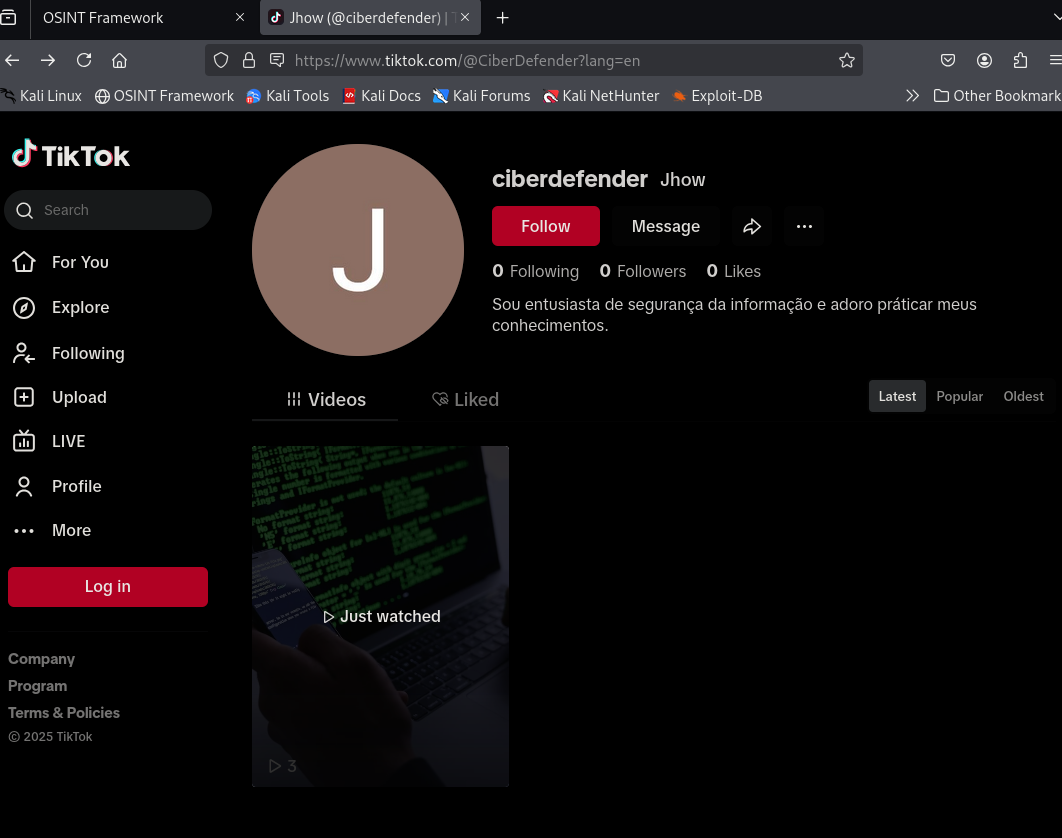 OSINT Framework
Jhow (@ciberdefender) | T
https://www.tiktok.com/@CiberDefender?lang=en
Kali Linux OSINT Framework Kali Tools Kali Docs Kali Forums Kali NetHunter Exploit-DB Other Bookmark
TikTok
Search
For You
Explore
Following
Upload
LIVE
Profile
More
Log in
Company
Program
Terms & Policies
© 2025 TikTok
J
ciberdefender Jhow
Follow Message
0 Following 0 Followers 0 Likes
Sou entusiasta de segurança da informação e adoro práticar meus
conhecimentos.
Videos Liked
Latest Popular Oldest
Just watched
3